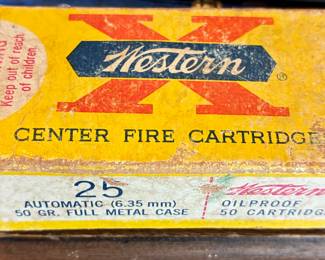 Keep out of reach
of children.
Western
®
X
CENTER FIRE CARTRIDGE
25
AUTOMATIC (6.35 mm)
50 GR. FULL METAL CASE
Western
OILPROOF
50 CARTRIDG